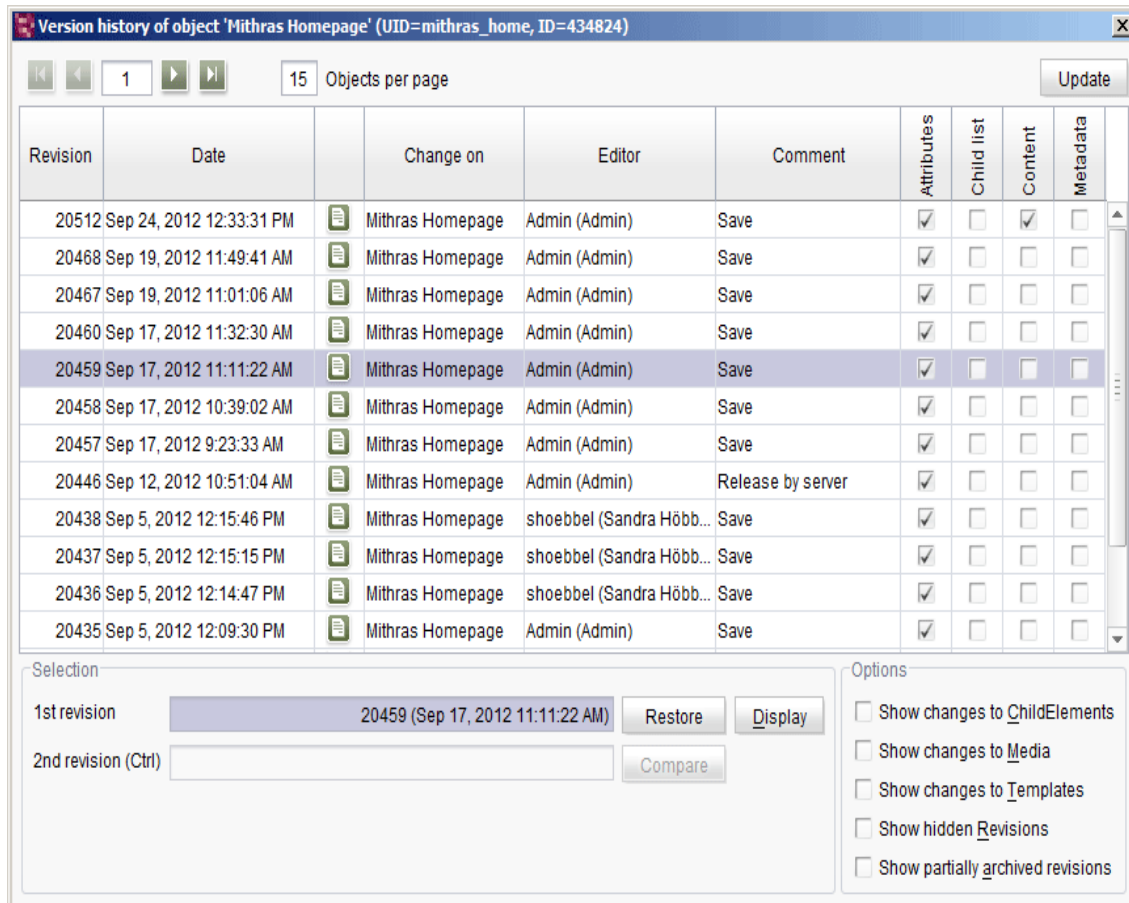 Version history of object 'Mithras Homepage' (UID=mithras_home, ID=434824)
1 15 Objects per page Update
Revision Date Change on Editor Comment Attributes Child list Content Metadata
20512 Sep 24, 2012 12:33:31 PM Mithras Homepage Admin (Admin) Save
20468 Sep 19, 2012 11:49:41 AM Mithras Homepage Admin (Admin) Save
20467 Sep 19, 2012 11:01:06 AM Mithras Homepage Admin (Admin) Save
20460 Sep 17, 2012 11:32:30 AM Mithras Homepage Admin (Admin) Save
20459 Sep 17, 2012 11:11:22 AM Mithras Homepage Admin (Admin) Save
20458 Sep 17, 2012 10:39:02 AM Mithras Homepage Admin (Admin) Save
20457 Sep 17, 2012 9:23:33 AM Mithras Homepage Admin (Admin) Save
20446 Sep 12, 2012 10:51:04 AM Mithras Homepage Admin (Admin) Release by server
20438 Sep 5, 2012 12:15:46 PM Mithras Homepage shoebbel (Sandra Höbb... Save
20437 Sep 5, 2012 12:15:15 PM Mithras Homepage shoebbel (Sandra Höbb... Save
20436 Sep 5, 2012 12:14:47 PM Mithras Homepage shoebbel (Sandra Höbb... Save
20435 Sep 5, 2012 12:09:30 PM Mithras Homepage Admin (Admin) Save
Selection
1st revision 20459 (Sep 17, 2012 11:11:22 AM) Restore Display
2nd revision (Ctrl) Compare
Options
Show changes to ChildElements
Show changes to Media
Show changes to Templates
Show hidden Revisions
Show partially archived revisions